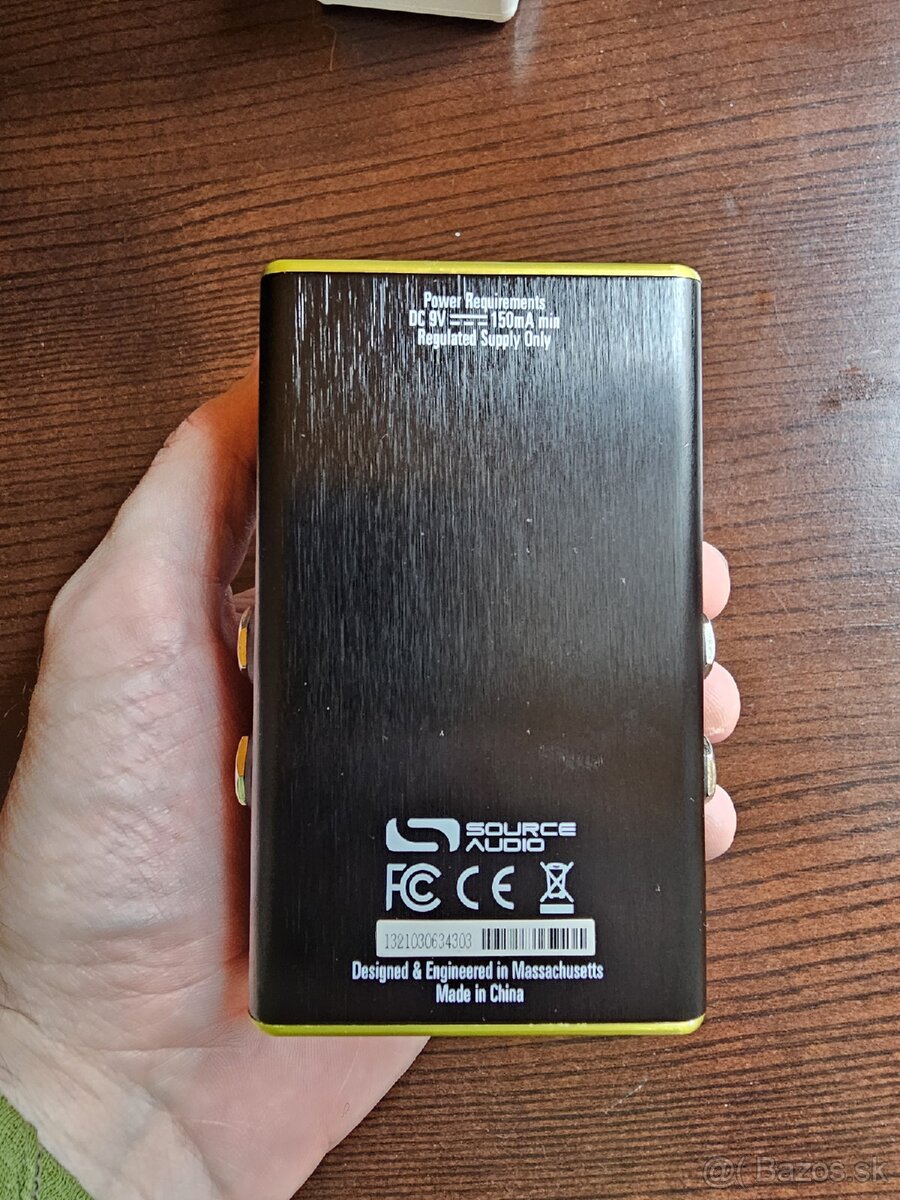 Power Requirements
DC 9V 150mA min
Regulated Supply Only
SOURCE
AUDIO
FC CE
1321030634303
Designed & Engineered in Massachusetts
Made in China
@( Bazos.sk